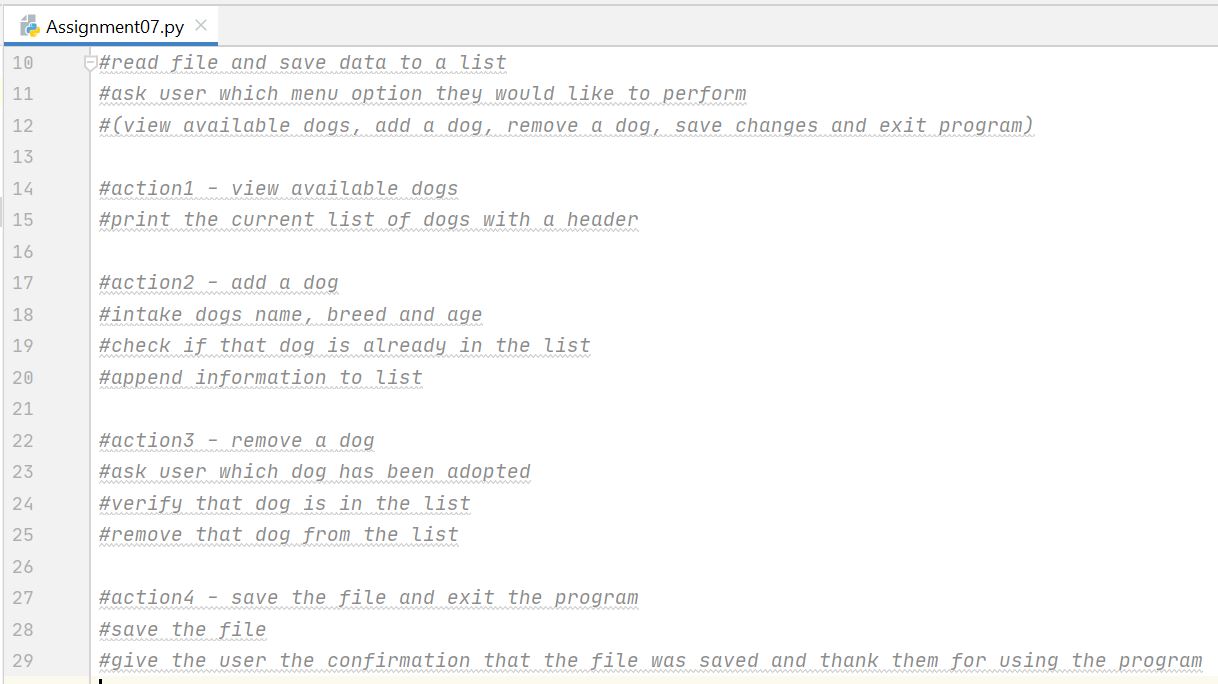 Assignment07.py
10 #read file and save data to a list
11 #ask user which menu option they would like to perform
12 #(view available dogs, add a dog, remove a dog, save changes and exit program)
13
14 #action1 - view available dogs
15 #print the current list of dogs with a header
16
17 #action2 - add a dog
18 #intake dogs name, breed and age
19 #check if that dog is already in the list
20 #append information to list
21
22 #action3 - remove a dog
23 #ask user which dog has been adopted
24 #verify that dog is in the list
25 #remove that dog from the list
26
27 #action4 - save the file and exit the program
28 #save the file
29 #give the user the confirmation that the file was saved and thank them for using the program